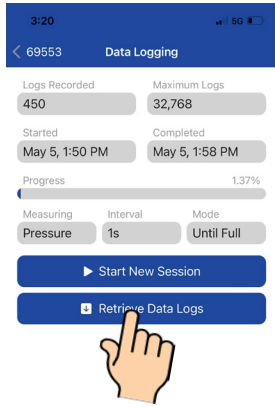 3:20 5G
69553 Data Logging
Logs Recorded Maximum Logs
450 32,768
Started Completed
May 5, 1:50 PM May 5, 1:58 PM
Progress 1.37%
Measuring Interval Mode
Pressure 1s Until Full
Start New Session
Retrieve Data Logs